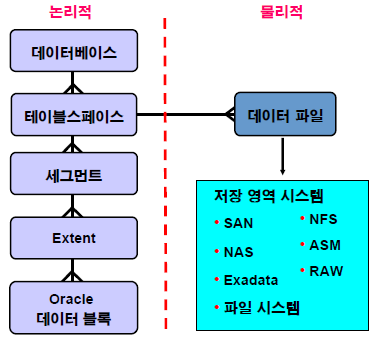 논리적
물리적
데이터베이스
테이블스페이스
데이터 파일
세그먼트
Extent
Oracle
데이터 블록
저장 영역 시스템
• SAN
• NAS
• Exadata
• 파일 시스템
• NFS
• ASM
• RAW